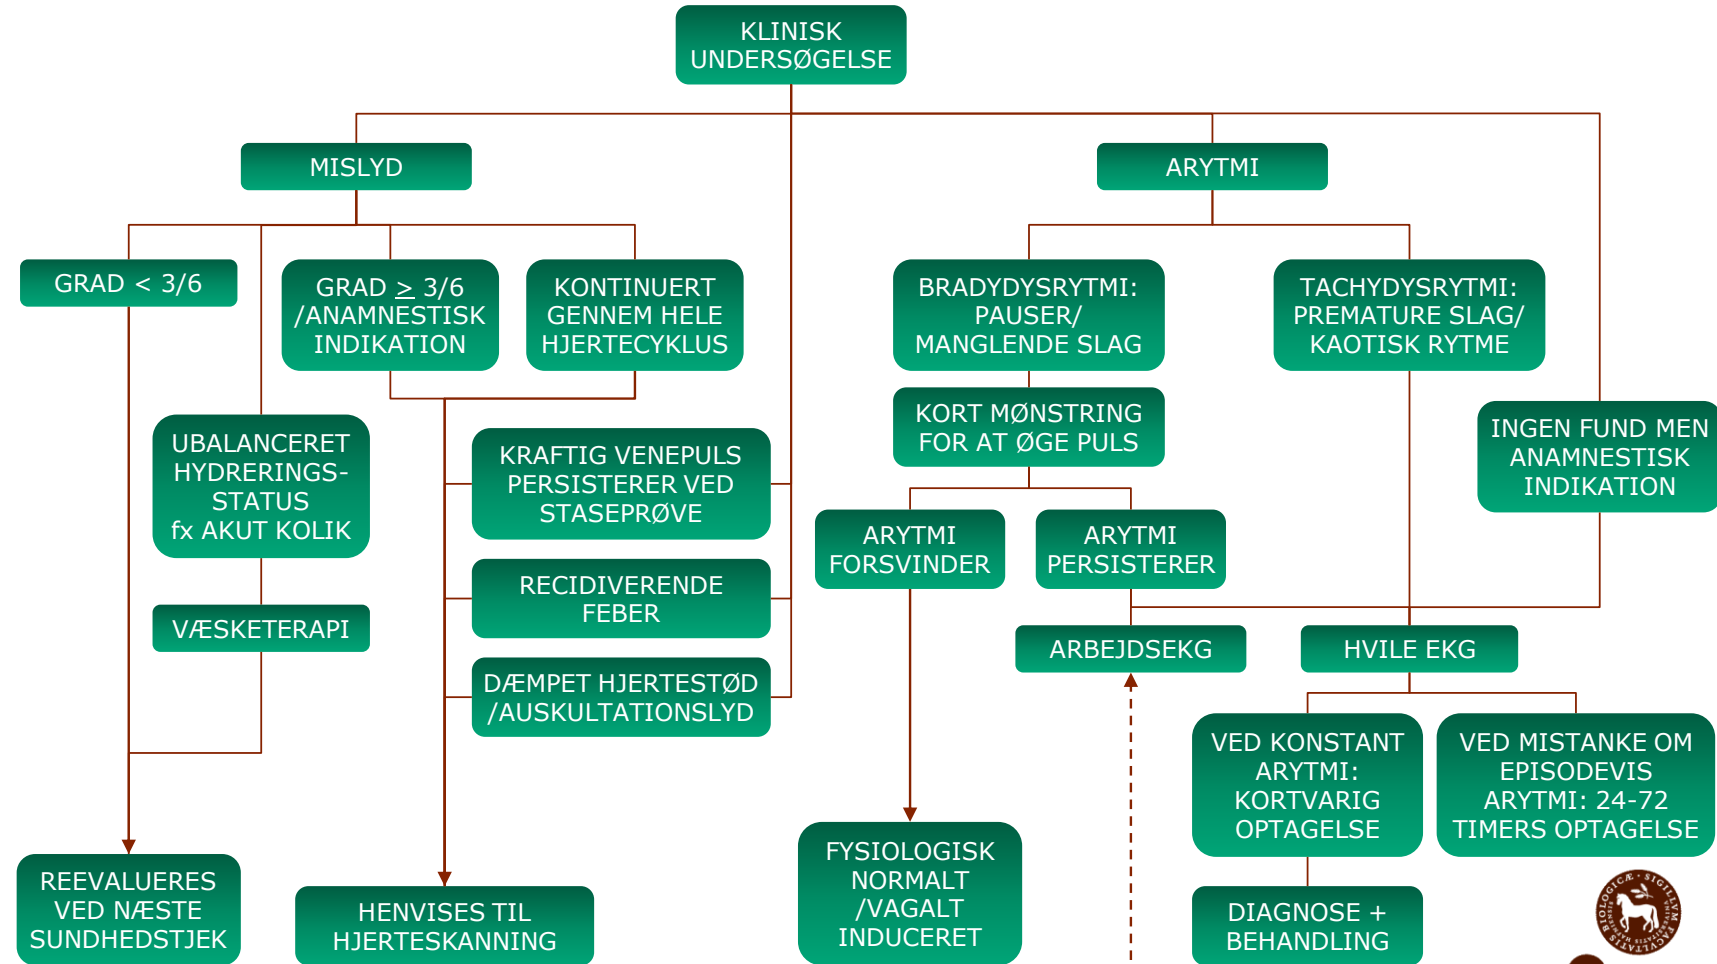 KLINISK
UNDERSØGELSE
MISLYD
ARYTMI
GRAD < 3/6
GRAD ≥ 3/6
/ANAMNESTISK
INDIKATION
KONTINUERT
GENNEM HELE
HJERTECYKLUS
BRADYDYSRYTMI:
PAUSER/
MANGLENDE SLAG
TACHYDYSRYTMI:
PREMATURE SLAG/
KAOTISK RYTME
KORT MØNSTRING
FOR AT ØGE PULS
INGEN FUND MEN
ANAMNESTISK
INDIKATION
UBALANCERET
HYDRERINGS-
STATUS
fx AKUT KOLIK
KRAFTIG VENEPULS
PERSISTERER VED
STASEPRØVE
ARYTMI
FORSVINDER
ARYTMI
PERSISTERER
RECIDIVERENDE
FEBER
VÆSKETERAPI
ARBEJDSEKG
HVILE EKG
DÆMPET HJERTESTØD
/AUSKULTATIONSLYD
VED KONSTANT
ARYTMI:
KORTVARIG
OPTAGELSE
VED MISTANKE OM
EPISODEVIS
ARYTMI: 24-72
TIMERS OPTAGELSE
REEVALUERES
VED NÆSTE
SUNDHEDSTJEK
HENVISES TIL
HJERTESKANNING
FYSIOLOGISK
NORMALT
/VAGALT
INDUCERET
DIAGNOSE +
BEHANDLING